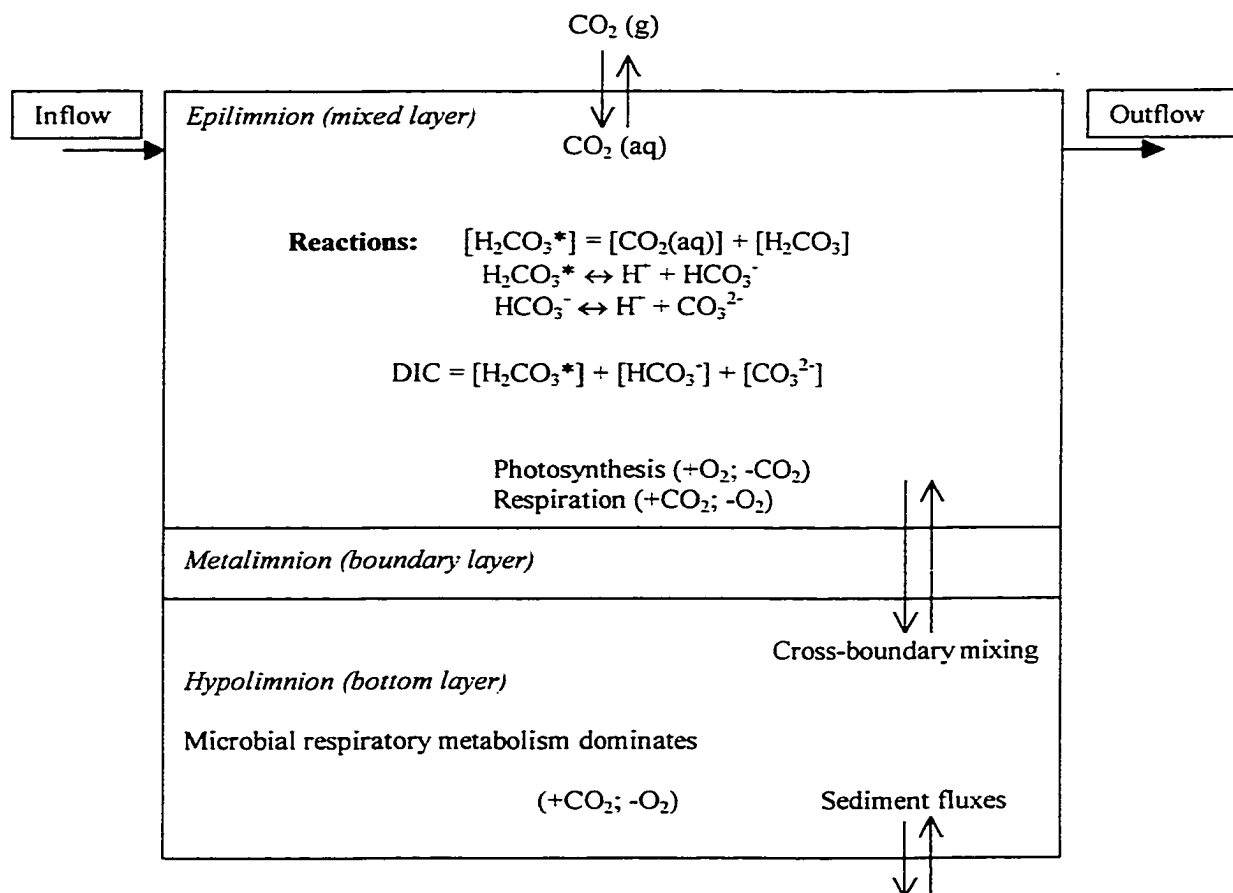 CO₂ (g)
Inflow
Epilimnion (mixed layer)
Outflow
CO₂ (aq)
Reactions: [H₂CO₃*] = [CO₂(aq)] + [H₂CO₃]
H₂CO₃* ↔ H⁺ + HCO₃⁻
HCO₃⁻ ↔ H⁺ + CO₃²⁻
DIC = [H₂CO₃*] + [HCO₃⁻] + [CO₃²⁻]
Photosynthesis (+O₂; -CO₂)
Respiration (+CO₂; -O₂)
Metalimnion (boundary layer)
Cross-boundary mixing
Hypolimnion (bottom layer)
Microbial respiratory metabolism dominates
(+CO₂; -O₂)
Sediment fluxes